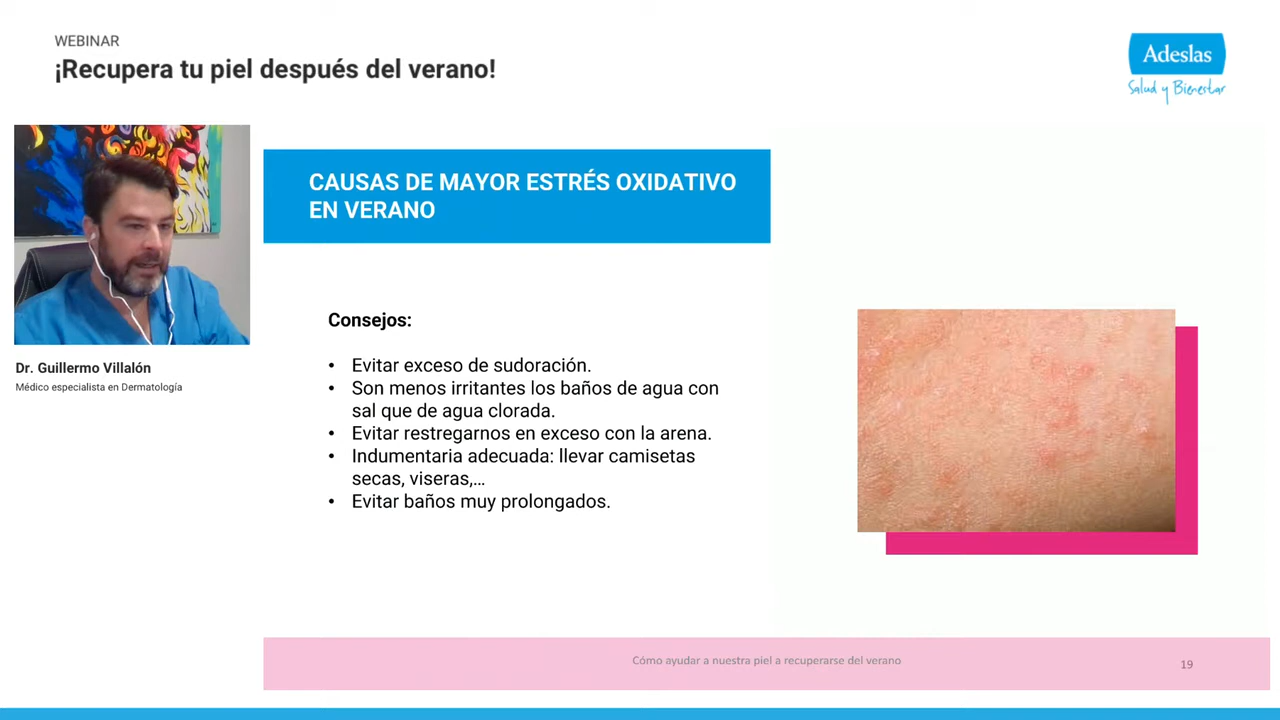 WEBINAR
¡Recupera tu piel después del verano!
Adeslas
Salud y Bienestar
CAUSAS DE MAYOR ESTRÉS OXIDATIVO
EN VERANO
Consejos:
• Evitar exceso de sudoración.
• Son menos irritantes los baños de agua con
sal que de agua clorada.
• Evitar restregarnos en exceso con la arena.
• Indumentaria adecuada: llevar camisetas
secas, viseras,...
• Evitar baños muy prolongados.
Dr. Guillermo Villalón
Médico especialista en Dermatología
Cómo ayudar a nuestra piel a recuperarse del verano
19